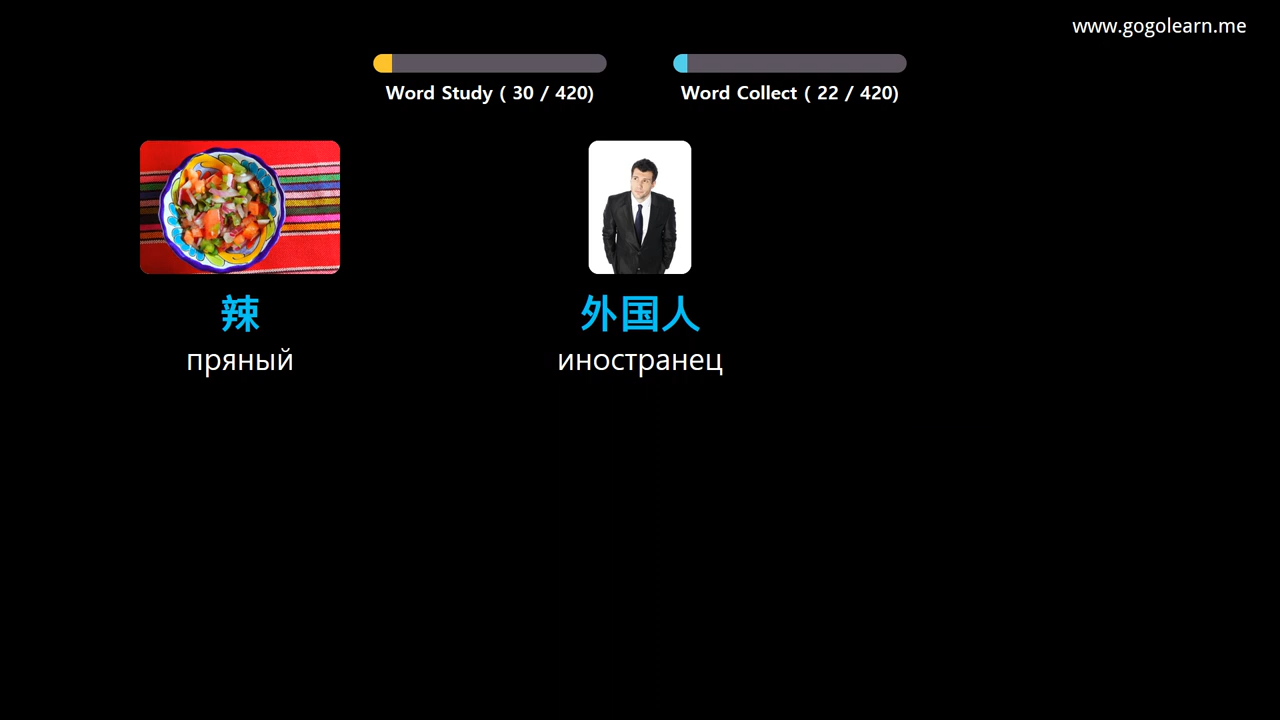 www.gogolearn.me
Word Study ( 30 / 420)
Word Collect ( 22 / 420)
辣
пряный
外国人
иностранец